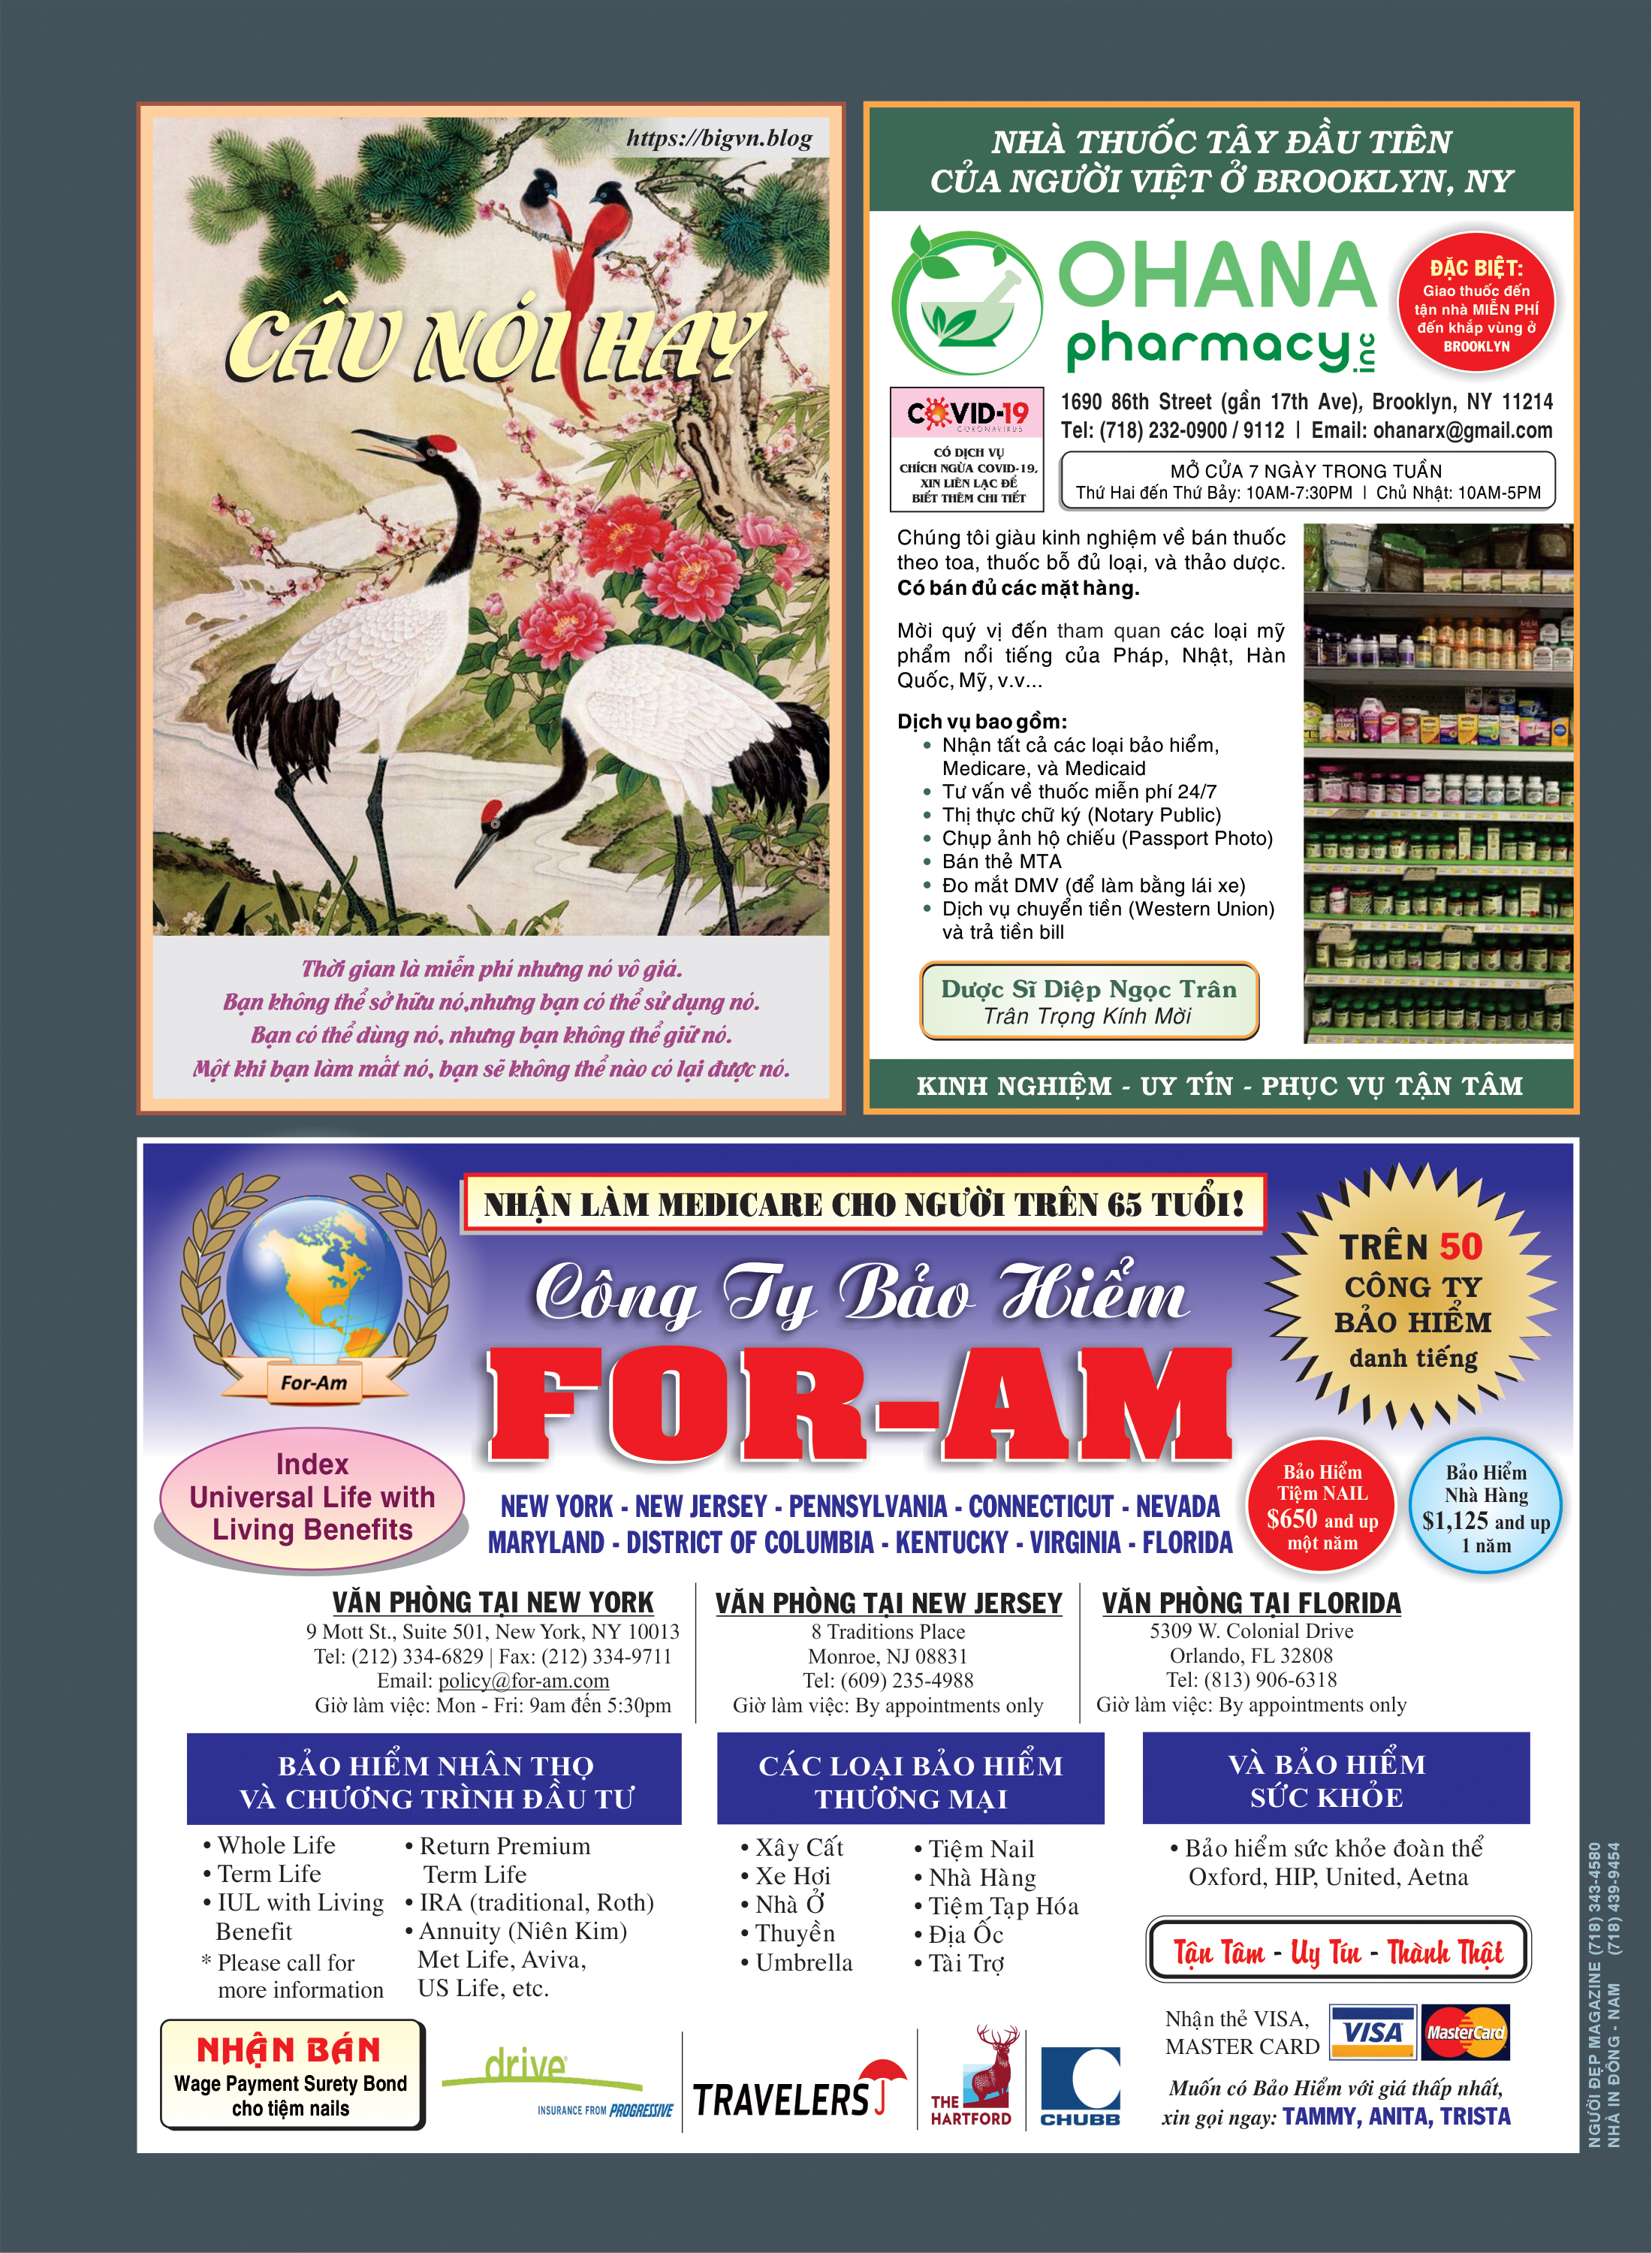 https://bigvn.blog
CÂU NÓI HAY
Thời gian là miễn phí nhưng nó vô giá.
Bạn không thể sở hữu nó,nhưng bạn có thể sử dụng nó.
Bạn có thể dùng nó, nhưng bạn không thể giữ nó.
Một khi bạn làm mất nó, bạn sẽ không thể nào có lại được nó.
NHÀ THUỐC TÂY ĐẦU TIÊN
CỦA NGƯỜI VIỆT Ở BROOKLYN, NY
OHANA
pharmacy inc
ĐẶC BIỆT:
Giao thuốc đến
tận nhà MIỄN PHÍ
đến khắp vùng ở
BROOKLYN
COVID-19
CORONAVIRUS
CÓ DỊCH VỤ
CHÍCH NGỪA COVID-19,
XIN LIÊN LẠC ĐỂ
BIẾT THÊM CHI TIẾT
1690 86th Street (gần 17th Ave), Brooklyn, NY 11214
Tel: (718) 232-0900 / 9112 | Email: ohanarx@gmail.com
MỞ CỬA 7 NGÀY TRONG TUẦN
Thứ Hai đến Thứ Bảy: 10AM-7:30PM | Chủ Nhật: 10AM-5PM
Chúng tôi giàu kinh nghiệm về bán thuốc
theo toa, thuốc bỗ đủ loại, và thảo dược.
Có bán đủ các mặt hàng.
Mời quý vị đến tham quan các loại mỹ
phẩm nổi tiếng của Pháp, Nhật, Hàn
Quốc, Mỹ, v.v...
Dịch vụ bao gồm:
• Nhận tất cả các loại bảo hiểm,
Medicare, và Medicaid
• Tư vấn về thuốc miễn phí 24/7
• Thị thực chữ ký (Notary Public)
• Chụp ảnh hộ chiếu (Passport Photo)
• Bán thẻ MTA
• Đo mắt DMV (để làm bằng lái xe)
• Dịch vụ chuyển tiền (Western Union)
và trả tiền bill
Dược Sĩ Diệp Ngọc Trân
Trân Trọng Kính Mời
KINH NGHIỆM - UY TÍN - PHỤC VỤ TẬN TÂM
NHẬN LÀM MEDICARE CHO NGƯỜI TRÊN 65 TUỔI!
Công Ty Bảo Hiểm
FOR-AM
For-Am
TRÊN 50
CÔNG TY
BẢO HIỂM
danh tiếng
Index
Universal Life with
Living Benefits
NEW YORK - NEW JERSEY - PENNSYLVANIA - CONNECTICUT - NEVADA
MARYLAND - DISTRICT OF COLUMBIA - KENTUCKY - VIRGINIA - FLORIDA
Bảo Hiểm
Tiệm NAIL
$650 and up
một năm
Bảo Hiểm
Nhà Hàng
$1,125 and up
1 năm
VĂN PHÒNG TẠI NEW YORK
9 Mott St., Suite 501, New York, NY 10013
Tel: (212) 334-6829 | Fax: (212) 334-9711
Email: policy@for-am.com
Giờ làm việc: Mon - Fri: 9am đến 5:30pm
VĂN PHÒNG TẠI NEW JERSEY
8 Traditions Place
Monroe, NJ 08831
Tel: (609) 235-4988
Giờ làm việc: By appointments only
VĂN PHÒNG TẠI FLORIDA
5309 W. Colonial Drive
Orlando, FL 32808
Tel: (813) 906-6318
Giờ làm việc: By appointments only
BẢO HIỂM NHÂN THỌ
VÀ CHƯƠNG TRÌNH ĐẦU TƯ
• Whole Life
• Term Life
• IUL with Living
Benefit
* Please call for
more information
• Return Premium
Term Life
• IRA (traditional, Roth)
• Annuity (Niên Kim)
Met Life, Aviva,
US Life, etc.
CÁC LOẠI BẢO HIỂM
THƯƠNG MẠI
• Xây Cất
• Xe Hơi
• Nhà Ở
• Thuyền
• Umbrella
• Tiệm Nail
• Nhà Hàng
• Tiệm Tạp Hóa
• Địa Ốc
• Tài Trợ
VÀ BẢO HIỂM
SỨC KHỎE
• Bảo hiểm sức khỏe đoàn thể
Oxford, HIP, United, Aetna
Tận Tâm - Uy Tín - Thành Thật
NHẬN BÁN
Wage Payment Surety Bond
cho tiệm nails
drive
INSURANCE FROM PROGRESSIVE
TRAVELERS
THE
HARTFORD
CHUBB
Nhận thẻ VISA,
MASTER CARD
VISA
MasterCard
Muốn có Bảo Hiểm với giá thấp nhất,
xin gọi ngay: TAMMY, ANITA, TRISTA
NGƯỜI ĐẸP MAGAZINE (718) 343-4580
NHÀ IN ĐÔNG - NAM (718) 439-9454